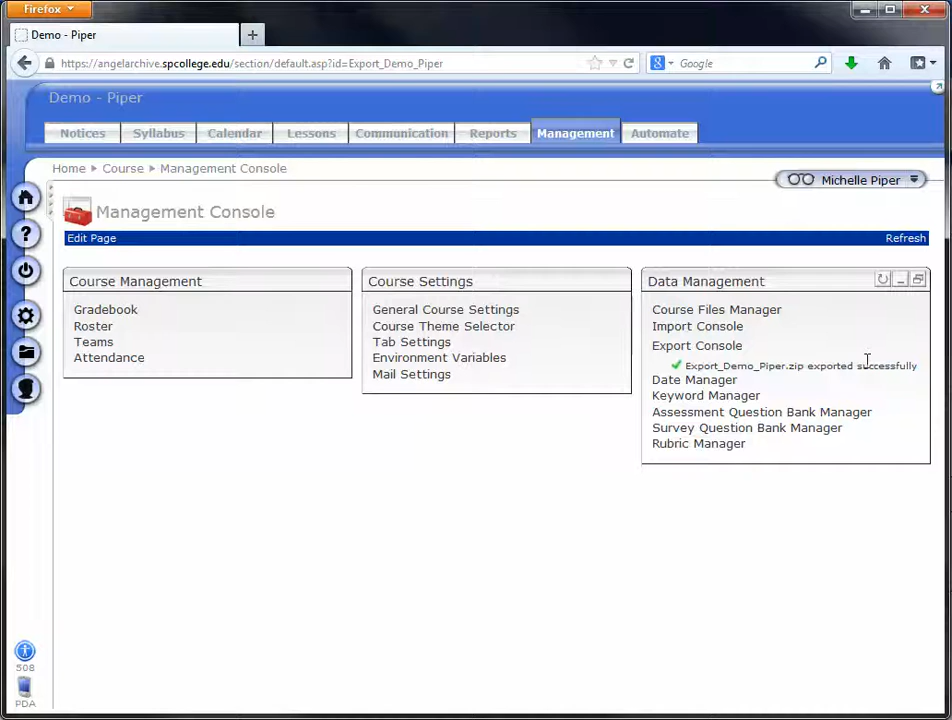 Firefox
Demo - Piper
https://angelarchive.spcollege.edu/section/default.asp?id=Export_Demo_Piper
Google
Demo - Piper
Notices
Syllabus
Calendar
Lessons
Communication
Reports
Management
Automate
Home ▸ Course ▸ Management Console
Michelle Piper
Management Console
Edit Page
Refresh
Course Management
Gradebook
Roster
Teams
Attendance
Course Settings
General Course Settings
Course Theme Selector
Tab Settings
Environment Variables
Mail Settings
Data Management
Course Files Manager
Import Console
Export Console
Export_Demo_Piper.zip exported successfully
Date Manager
Keyword Manager
Assessment Question Bank Manager
Survey Question Bank Manager
Rubric Manager
508
PDA